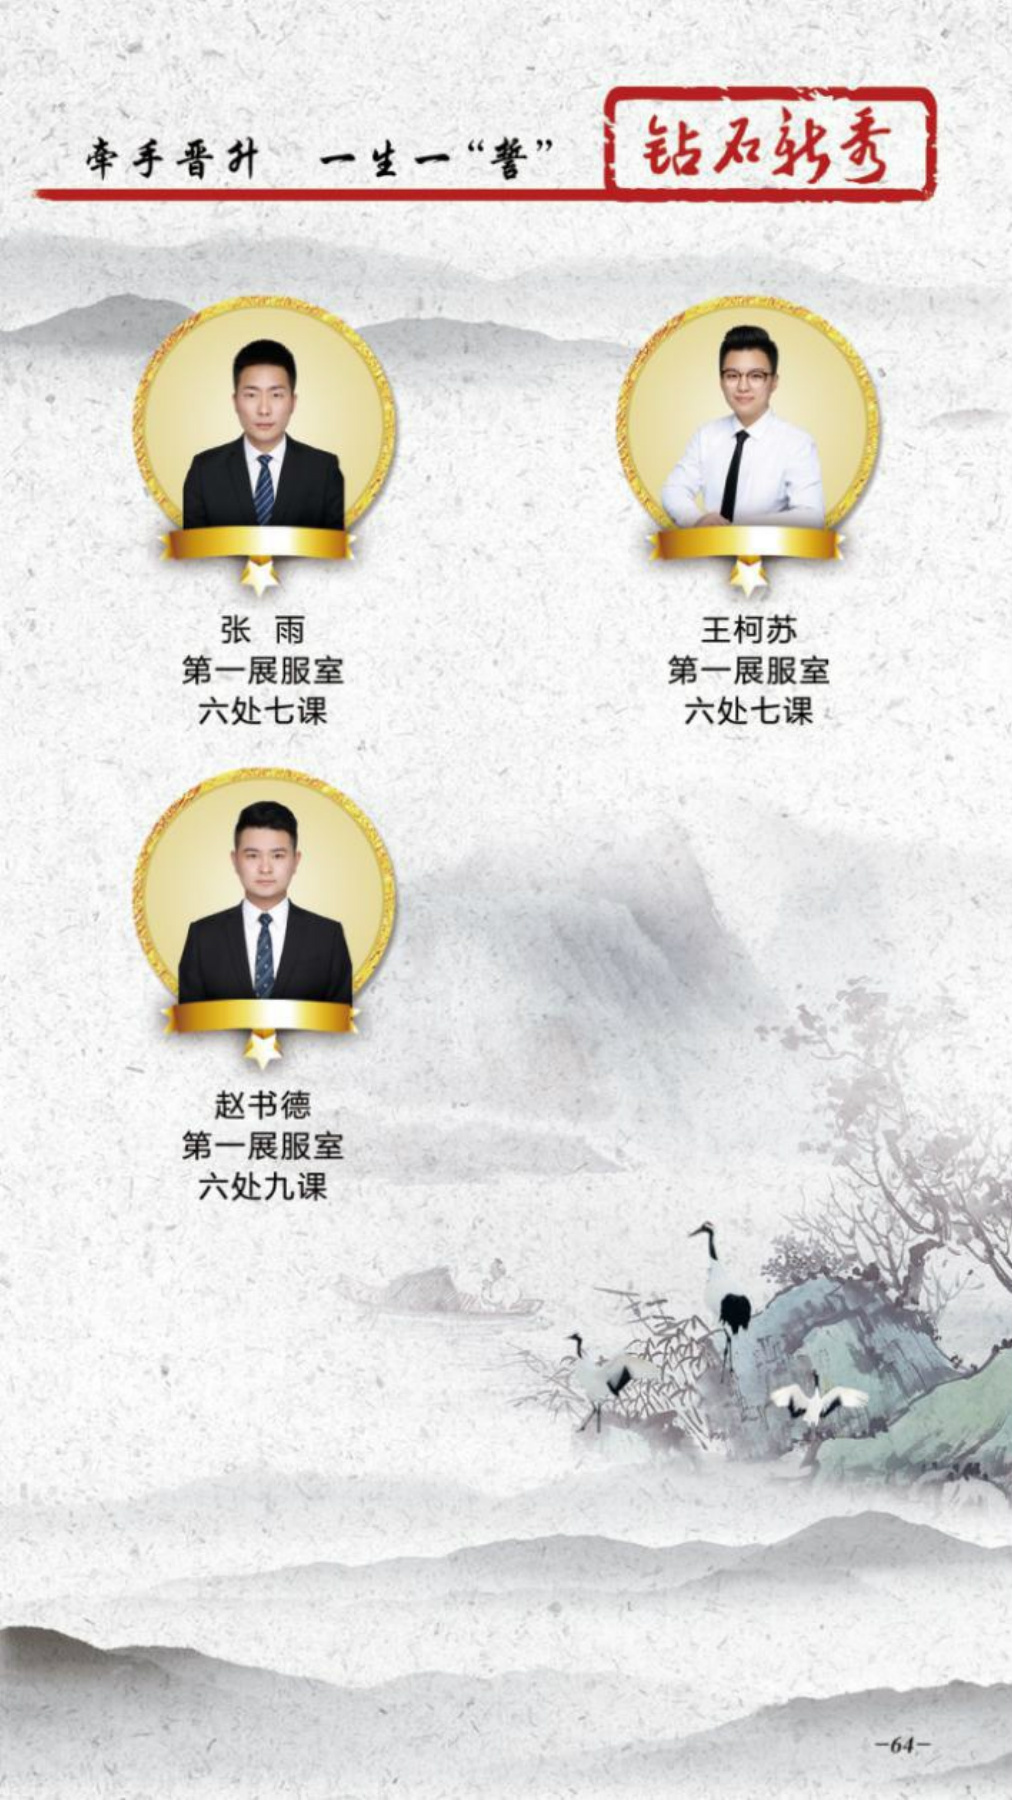 牵手晋升 一生一“誓”
钻石新秀
张 雨
第一展服室
六处七课
王柯苏
第一展服室
六处七课
赵书德
第一展服室
六处九课
-64-